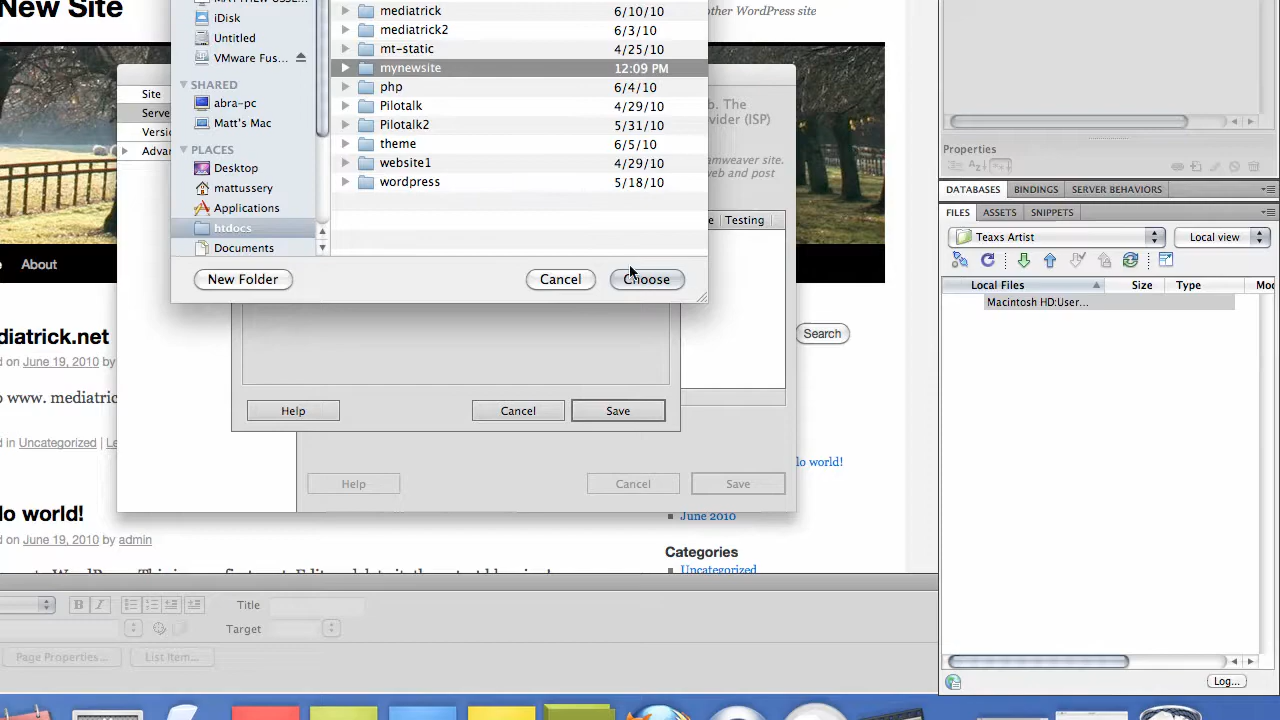 New Site
other WordPress site
iDisk
Untitled
VMware Fus...
SHARED
abra-pc
Matt's Mac
PLACES
Desktop
mattussery
Applications
htdocs
Documents
mediatrick 6/10/10
mediatrick2 6/3/10
mt-static 4/25/10
mynewsite 12:09 PM
php 6/4/10
Pilotalk 4/29/10
Pilotalk2 5/31/10
theme 6/5/10
website1 4/29/10
wordpress 5/18/10
New Folder Cancel Choose
Site
Serve
Versi
Advar
b. The
vider (ISP)
amweaver site.
web and post
e Testing
About
diatrick.net
d on June 19, 2010 by
o www. mediatric
d in Uncategorized | Le
lo world!
d on June 19, 2010 by admin
Help Cancel Save
Help Cancel Save
Search
lo world!
June 2010
Categories
Uncategorized
B I Title
Target
Page Properties... List Item...
Properties
DATABASES BINDINGS SERVER BEHAVIORS
FILES ASSETS SNIPPETS
Teaxs Artist Local view
Local Files Size Type Moc
Macintosh HD:User...
Log...